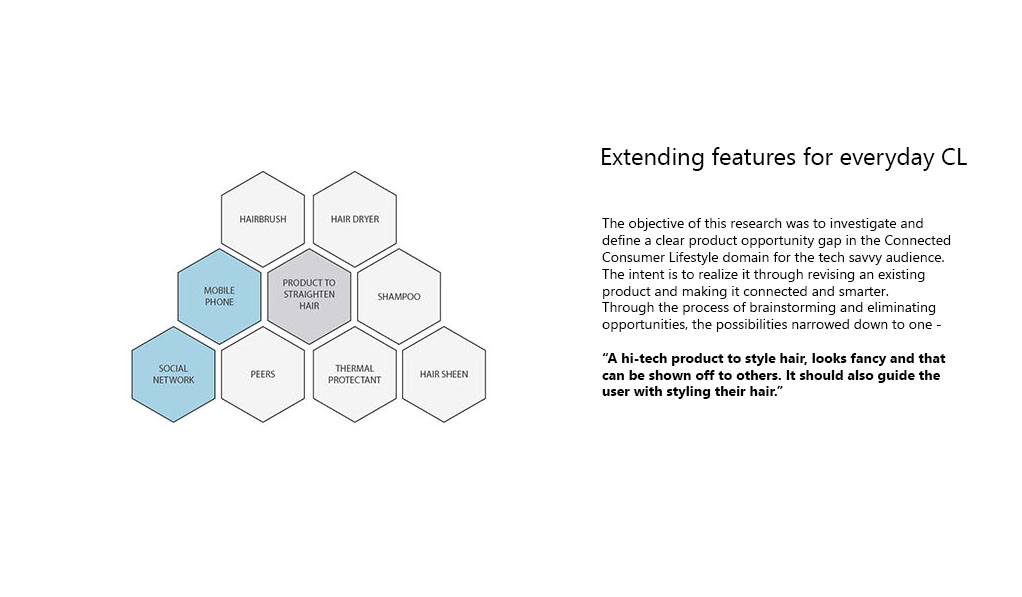 HAIRBRUSH
HAIR DRYER
MOBILE
PHONE
PRODUCT TO
STRAIGHTEN
HAIR
SHAMPOO
SOCIAL
NETWORK
PEERS
THERMAL
PROTECTANT
HAIR SHEEN
Extending features for everyday CL
The objective of this research was to investigate and
define a clear product opportunity gap in the Connected
Consumer Lifestyle domain for the tech savvy audience.
The intent is to realize it through revising an existing
product and making it connected and smarter.
Through the process of brainstorming and eliminating
opportunities, the possibilities narrowed down to one -
“A hi-tech product to style hair, looks fancy and that
can be shown off to others. It should also guide the
user with styling their hair.”